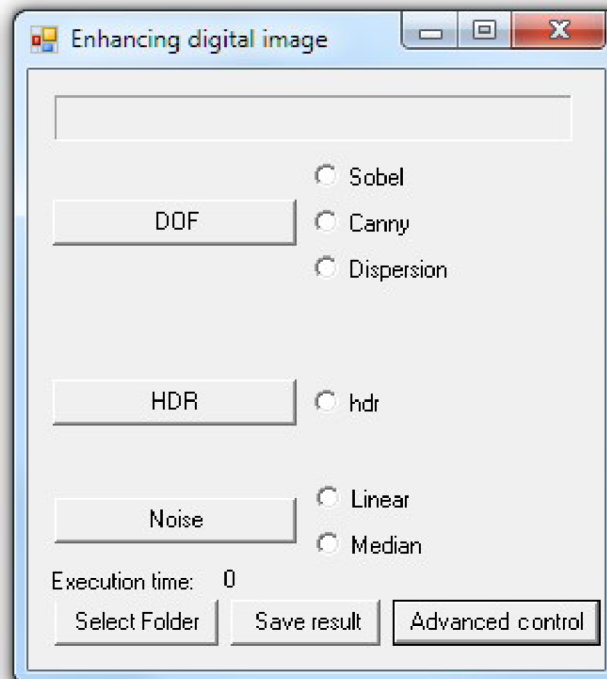 Enhancing digital image
Sobel
DOF
Canny
Dispersion
HDR
hdr
Linear
Noise
Median
Execution time: 0
Select Folder Save result Advanced control